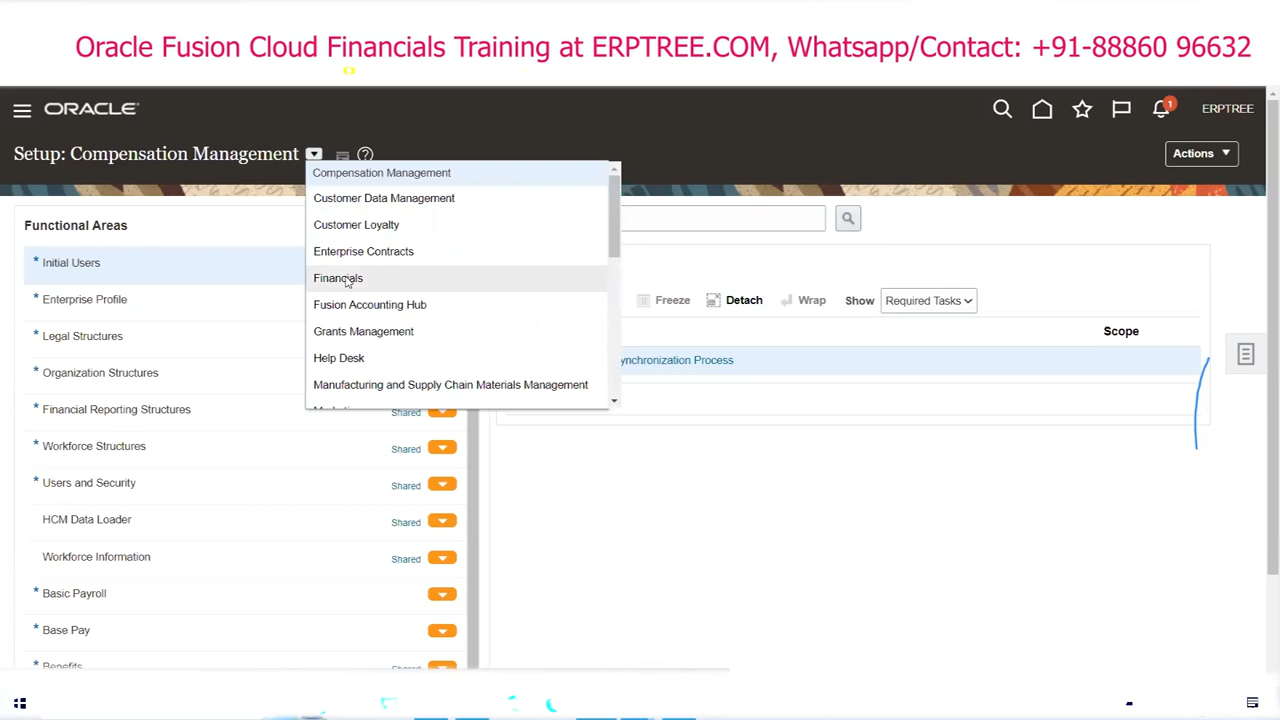 Oracle Fusion Cloud Financials Training at ERPTREE.COM, Whatsapp/Contact: +91-88860 96632
ORACLE
1
ERPTREE
Setup: Compensation Management
Actions
Compensation Management
Customer Data Management
Customer Loyalty
Enterprise Contracts
Financials
Fusion Accounting Hub
Grants Management
Help Desk
Manufacturing and Supply Chain Materials Management
Functional Areas
* Initial Users
* Enterprise Profile
* Legal Structures
* Organization Structures
* Financial Reporting Structures Shared
* Workforce Structures Shared
* Users and Security Shared
HCM Data Loader Shared
Workforce Information Shared
* Basic Payroll
* Base Pay
Benefits
Freeze Detach Wrap Show Required Tasks
Scope
ynchronization Process